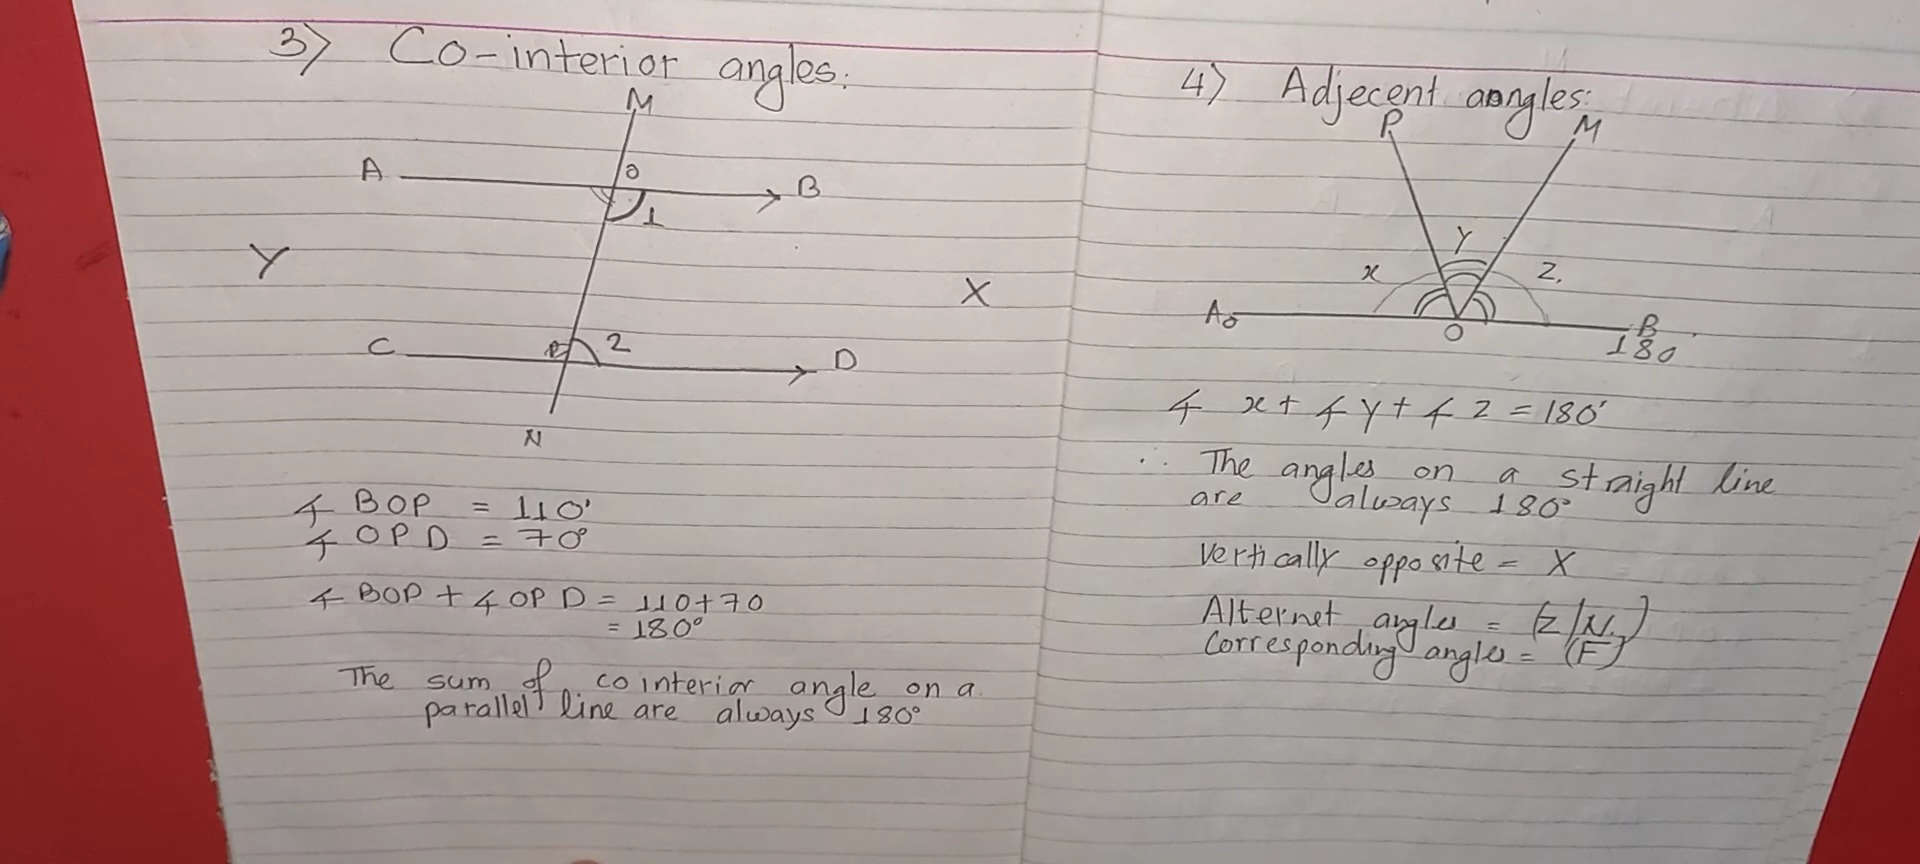 3) Co-interior angles:
M
A
O
B
1
Y
X
C
P
2
D
N
∡ BOP = 110°
∡ OPD = 70°
∡ BOP + ∡ OPD = 110+70
= 180°
The sum of cointerior angle on a
parallel line are always 180°
4) Adjecent angles:
P
M
Y
x
Z
A
O
B
180
∡ x + ∡ y + ∡ z = 180°
∴ The angles on a straight line
are always 180°
Vertically opposite = X
Alternet angles = (Z/N)
Corresponding angles = (F)